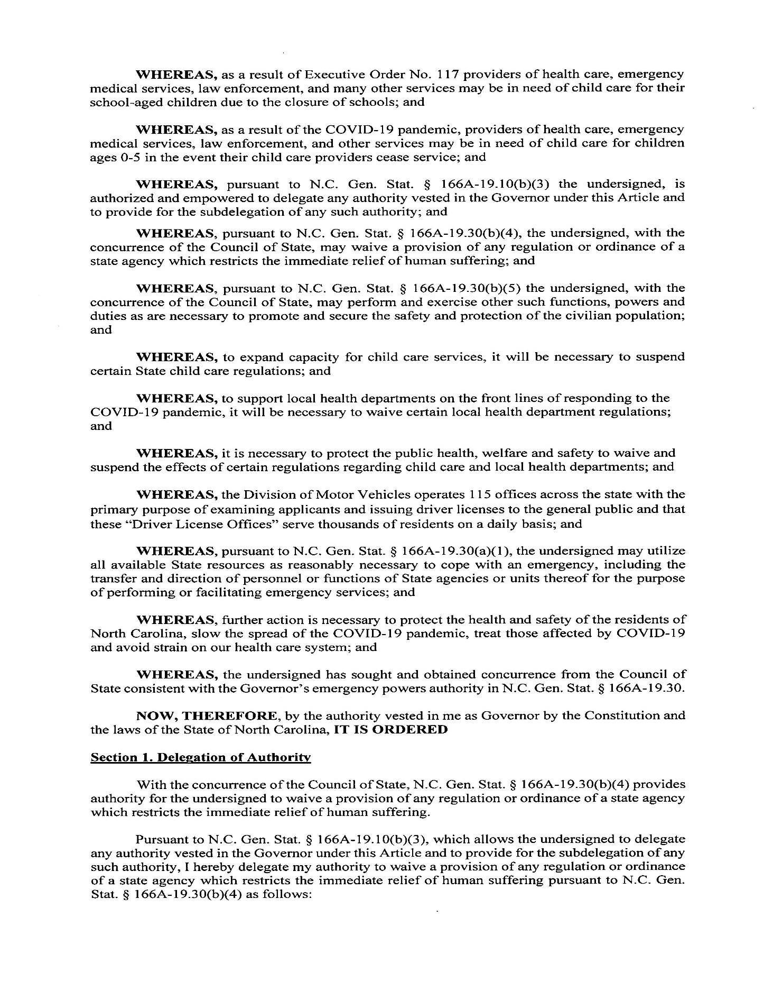 WHEREAS, as a result of Executive Order No. 117 providers of health care, emergency
medical services, law enforcement, and many other services may be in need of child care for their
school-aged children due to the closure of schools; and
WHEREAS, as a result of the COVID-19 pandemic, providers of health care, emergency
medical services, law enforcement, and other services may be in need of child care for children
ages 0-5 in the event their child care providers cease service; and
WHEREAS, pursuant to N.C. Gen. Stat. § 166A-19.10(b)(3) the undersigned, is
authorized and empowered to delegate any authority vested in the Governor under this Article and
to provide for the subdelegation of any such authority; and
WHEREAS, pursuant to N.C. Gen. Stat. § 166A-19.30(b)(4), the undersigned, with the
concurrence of the Council of State, may waive a provision of any regulation or ordinance of a
state agency which restricts the immediate relief of human suffering; and
WHEREAS, pursuant to N.C. Gen. Stat. § 166A-19.30(b)(5) the undersigned, with the
concurrence of the Council of State, may perform and exercise other such functions, powers and
duties as are necessary to promote and secure the safety and protection of the civilian population;
and
WHEREAS, to expand capacity for child care services, it will be necessary to suspend
certain State child care regulations; and
WHEREAS, to support local health departments on the front lines of responding to the
COVID-19 pandemic, it will be necessary to waive certain local health department regulations;
and
WHEREAS, it is necessary to protect the public health, welfare and safety to waive and
suspend the effects of certain regulations regarding child care and local health departments; and
WHEREAS, the Division of Motor Vehicles operates 115 offices across the state with the
primary purpose of examining applicants and issuing driver licenses to the general public and that
these “Driver License Offices” serve thousands of residents on a daily basis; and
WHEREAS, pursuant to N.C. Gen. Stat. § 166A-19.30(a)(1), the undersigned may utilize
all available State resources as reasonably necessary to cope with an emergency, including the
transfer and direction of personnel or functions of State agencies or units thereof for the purpose
of performing or facilitating emergency services; and
WHEREAS, further action is necessary to protect the health and safety of the residents of
North Carolina, slow the spread of the COVID-19 pandemic, treat those affected by COVID-19
and avoid strain on our health care system; and
WHEREAS, the undersigned has sought and obtained concurrence from the Council of
State consistent with the Governor’s emergency powers authority in N.C. Gen. Stat. § 166A-19.30.
NOW, THEREFORE, by the authority vested in me as Governor by the Constitution and
the laws of the State of North Carolina, IT IS ORDERED
Section 1. Delegation of Authority
With the concurrence of the Council of State, N.C. Gen. Stat. § 166A-19.30(b)(4) provides
authority for the undersigned to waive a provision of any regulation or ordinance of a state agency
which restricts the immediate relief of human suffering.
Pursuant to N.C. Gen. Stat. § 166A-19.10(b)(3), which allows the undersigned to delegate
any authority vested in the Governor under this Article and to provide for the subdelegation of any
such authority, I hereby delegate my authority to waive a provision of any regulation or ordinance
of a state agency which restricts the immediate relief of human suffering pursuant to N.C. Gen.
Stat. § 166A-19.30(b)(4) as follows: